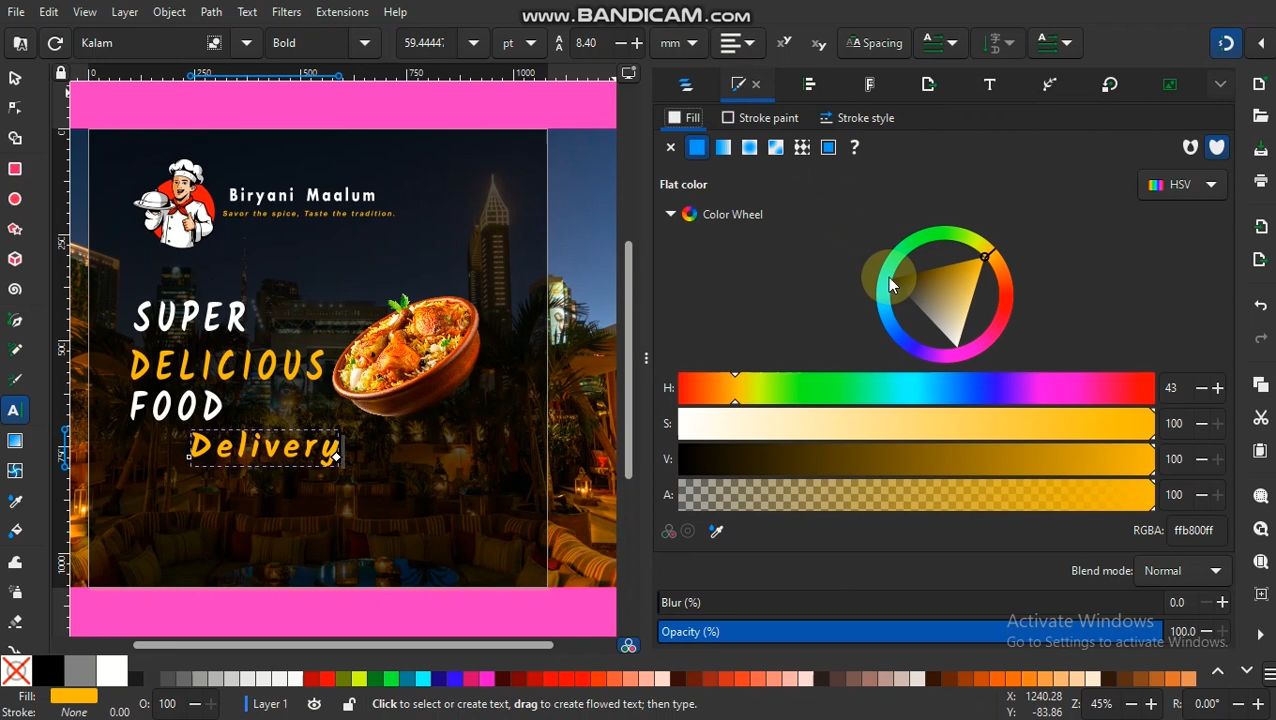 www.BANDICAM.com
File Edit View Layer Object Path Text Filters Extensions Help
Kalam Bold 59.4444 pt 8.40 mm Spacing
0 250 500 750 1000
Fill Stroke paint Stroke style
Flat color HSV
Color Wheel
Biryani Maalum
Savor the spice, Taste the tradition.
SUPER
DELICIOUS
FOOD
Delivery
H: 43
S: 100
V: 100
A: 100
RGBA: ffb800ff
Blend mode: Normal
Blur (%) 0.0
Opacity (%) 100.0
Activate Windows
Go to Settings to activate Windows.
Fill: O: 100 Layer 1 Click to select or create text, drag to create flowed text; then type. X: 1240.28 Z: 45% R: 0.00°
Stroke: None 0.00 Y: -83.86